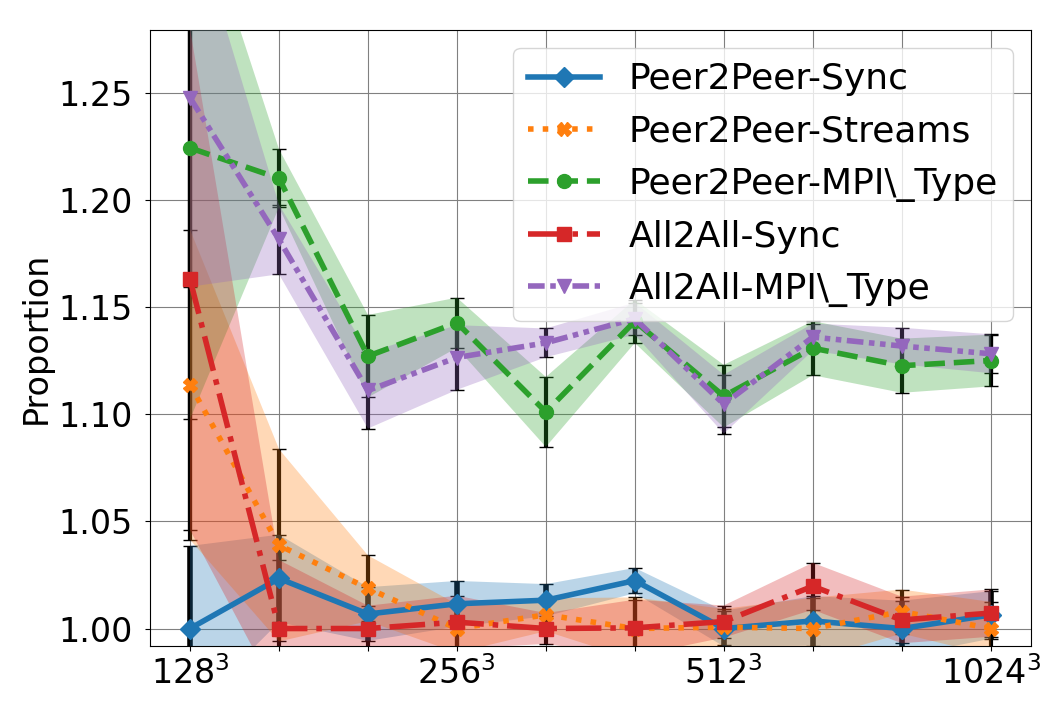 Proportion
1.25
1.20
1.15
1.10
1.05
1.00
128³
256³
512³
1024³
Peer2Peer-Sync
Peer2Peer-Streams
Peer2Peer-MPI\_Type
All2All-Sync
All2All-MPI\_Type